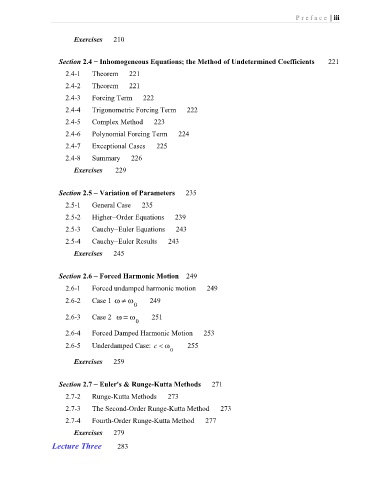 Preface | iii
Exercises 210
Section 2.4 – Inhomogeneous Equations; the Method of Undetermined Coefficients 221
2.4-1 Theorem 221
2.4-2 Theorem 221
2.4-3 Forcing Term 222
2.4-4 Trigonometric Forcing Term 222
2.4-5 Complex Method 223
2.4-6 Polynomial Forcing Term 224
2.4-7 Exceptional Cases 225
2.4-8 Summary 226
Exercises 229
Section 2.5 – Variation of Parameters 235
2.5-1 General Case 235
2.5-2 Higher–Order Equations 239
2.5-3 Cauchy–Euler Equations 243
2.5-4 Cauchy–Euler Results 243
Exercises 245
Section 2.6 – Forced Harmonic Motion 249
2.6-1 Forced undamped harmonic motion 249
2.6-2 Case 1 ω ≠ ω₀ 249
2.6-3 Case 2 ω = ω₀ 251
2.6-4 Forced Damped Harmonic Motion 253
2.6-5 Underdamped Case: c < ω₀ 255
Exercises 259
Section 2.7 – Euler's & Runge-Kutta Methods 271
2.7-2 Runge-Kutta Methods 273
2.7-3 The Second-Order Runge-Kutta Method 273
2.7-4 Fourth-Order Runge-Kutta Method 277
Exercises 279
Lecture Three 283